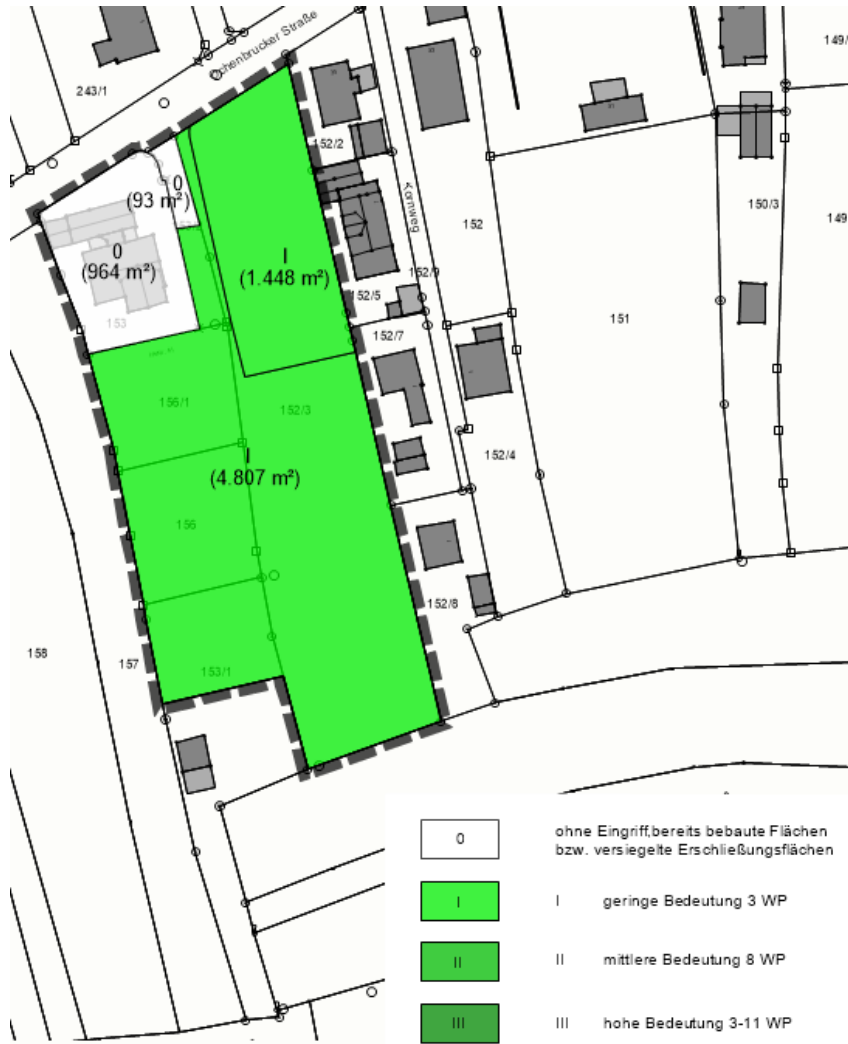 243/1
149/
152/2
Kornweg
0
(93 m²)
150/3
152
149
0
(964 m²)
I
(1.448 m²)
152/9
152/5
153
152/7
151
156/1
152/3
I
(4.807 m²)
152/4
156
152/8
158
157
153/1
0
ohne Eingriff,bereits bebaute Flächen
bzw. versiegelte Erschließungsflächen
I
I geringe Bedeutung 3 WP
II
II mittlere Bedeutung 8 WP
III
III hohe Bedeutung 3-11 WP